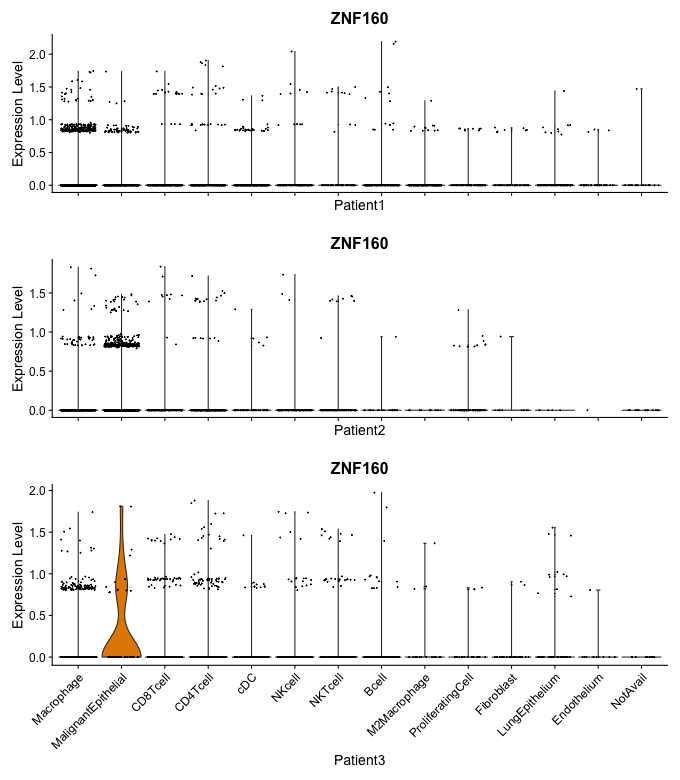 ZNF160
Expression Level
2.0
1.5
1.0
0.5
0.0
Patient1
ZNF160
Expression Level
1.5
1.0
0.5
0.0
Patient2
ZNF160
Expression Level
2.0
1.5
1.0
0.5
0.0
Macrophage
MalignantEpithelial
CD8Tcell
CD4Tcell
cDC
NKcell
NKTcell
Bcell
M2Macrophage
ProliferatingCell
Fibroblast
LungEpithelium
Endothelium
NotAvail
Patient3